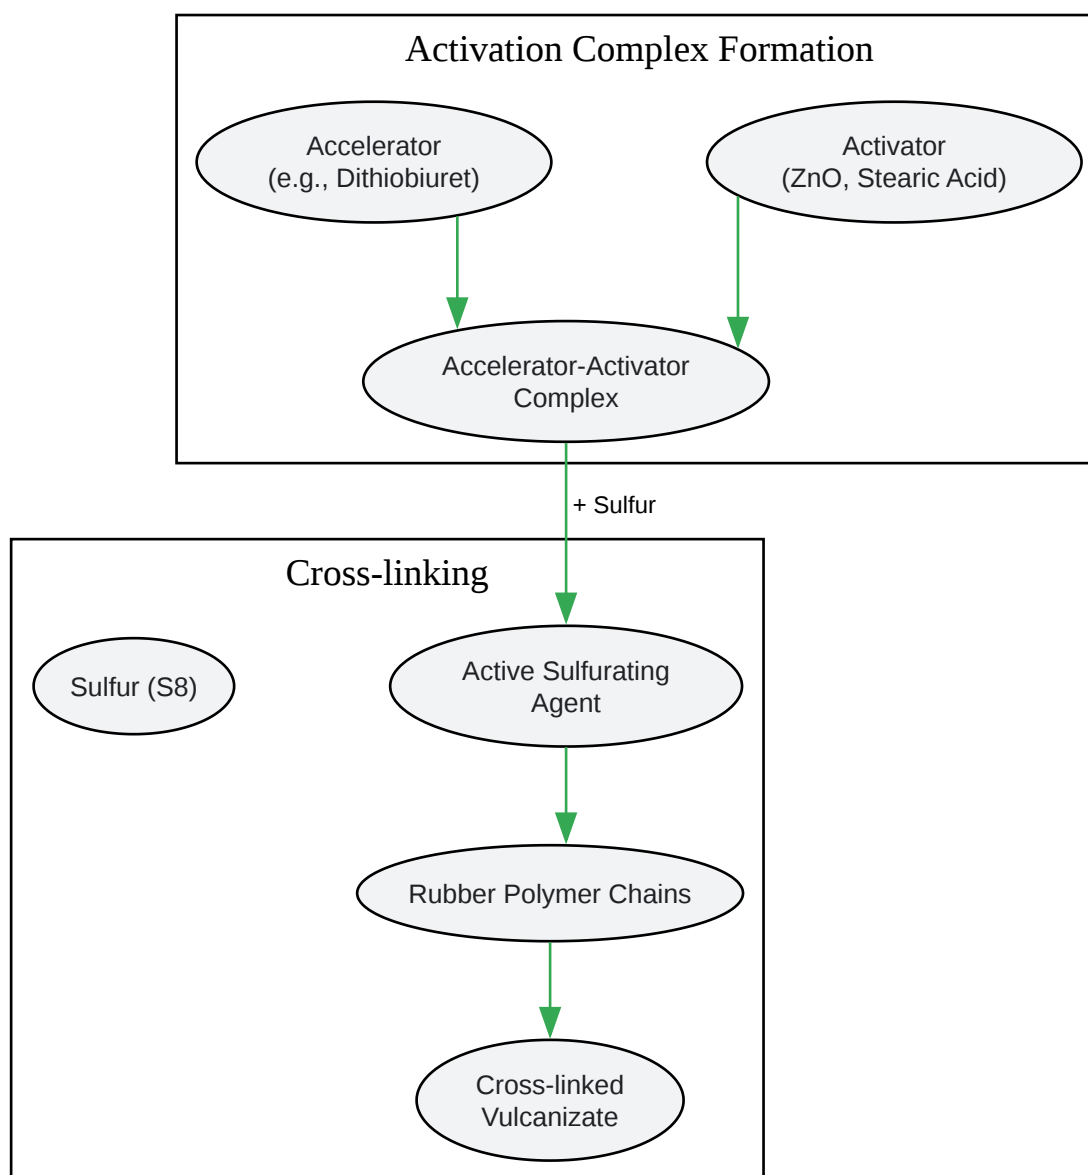 Activation Complex Formation
Accelerator
(e.g., Dithiobiuret)
Activator
(ZnO, Stearic Acid)
Accelerator-Activator
Complex
+ Sulfur
Cross-linking
Sulfur (S8)
Active Sulfurating
Agent
Rubber Polymer Chains
Cross-linked
Vulcanizate